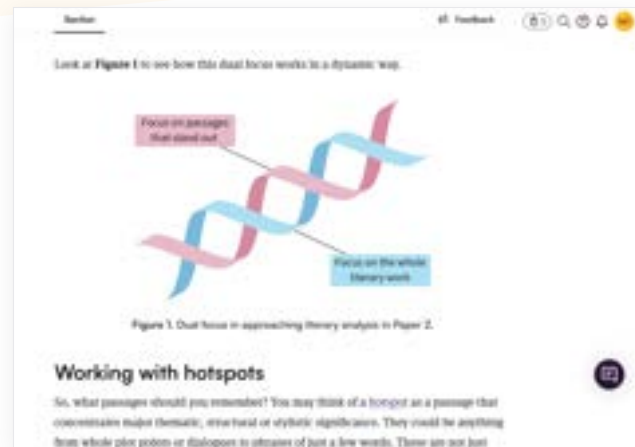 Section
Feedback
Look at Figure 1 to see how this dual focus works in a dynamic way.
Focus on passages
that stand out
Focus on the whole
literary work
Figure 1. Dual focus in approaching literary analysis in Paper 2.
Working with hotspots
So, what passages should you remember? You may think of a hotspot as a passage that
concentrates major thematic, structural or stylistic significance. They could be anything
from whole plot points or dialogues to phrases of just a few words. These are not just